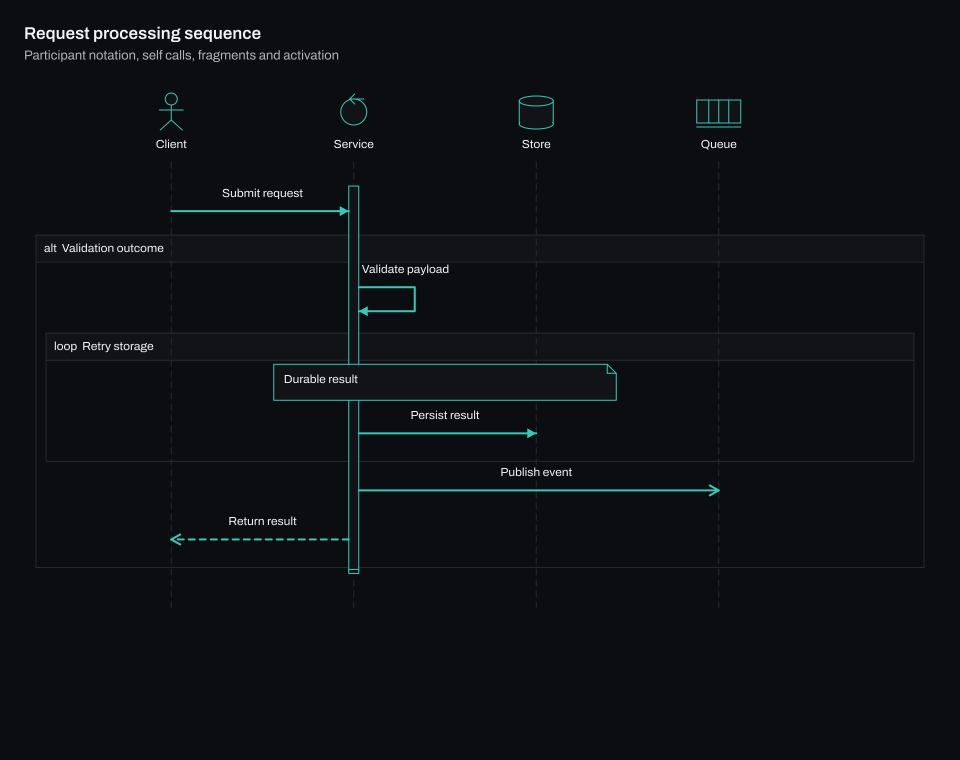 Request processing sequence
Participant notation, self calls, fragments and activation
Client
Service
Store
Queue
Submit request
alt Validation outcome
Validate payload
loop Retry storage
Durable result
Persist result
Publish event
Return result